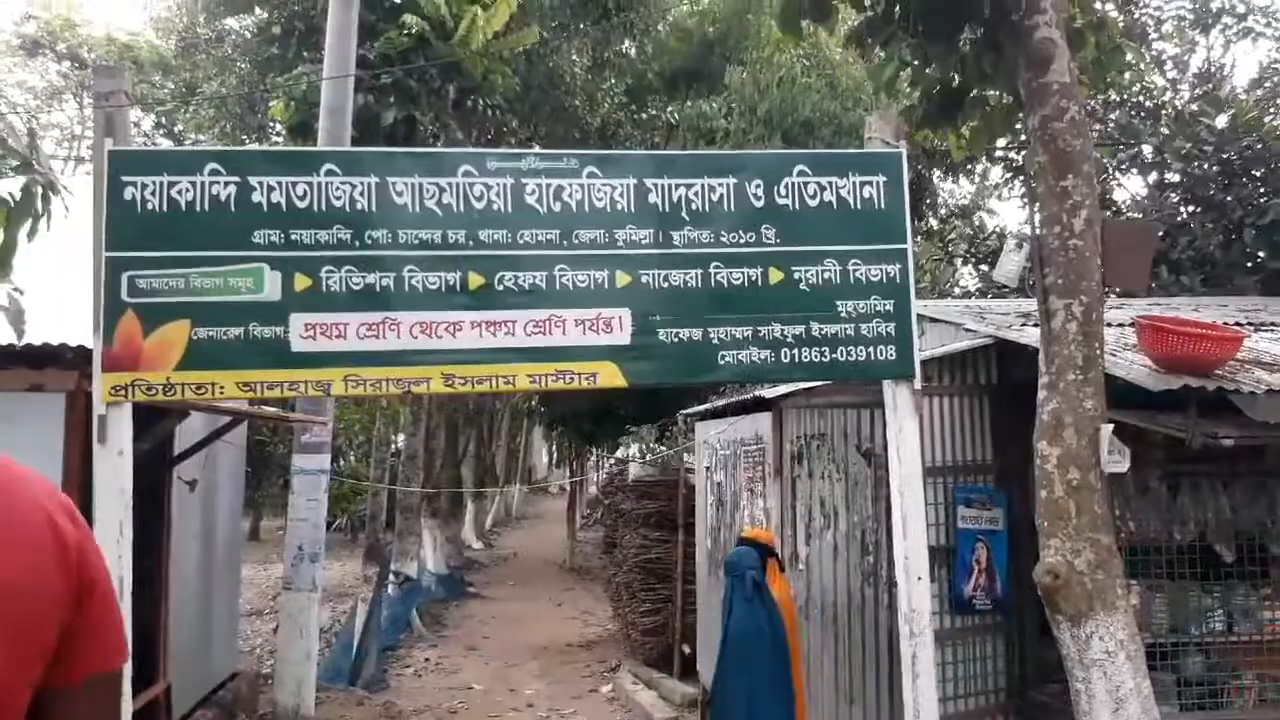 নয়াকান্দি মমতাজিয়া আছমতিয়া হাফেজিয়া মাদ্রাসা ও এতিমখানা
গ্রাম: নয়াকান্দি, পো: চান্দের চর, থানা: হোমনা, জেলা: কুমিল্লা। স্থাপিত: ২০১০ খ্রি.
আমাদের বিভাগ সমূহ রিভিশন বিভাগ হেফয বিভাগ নাজেরা বিভাগ নূরানী বিভাগ
জেনারেল বিভাগ: প্রথম শ্রেণি থেকে পঞ্চম শ্রেণি পর্যন্ত।
মুহ্তামিম
হাফেজ মুহাম্মদ সাইফুল ইসলাম হাবিব
মোবাইল: 01863-039108
প্রতিষ্ঠাতা: আলহাজ্ব সিরাজুল ইসলাম মাস্টার